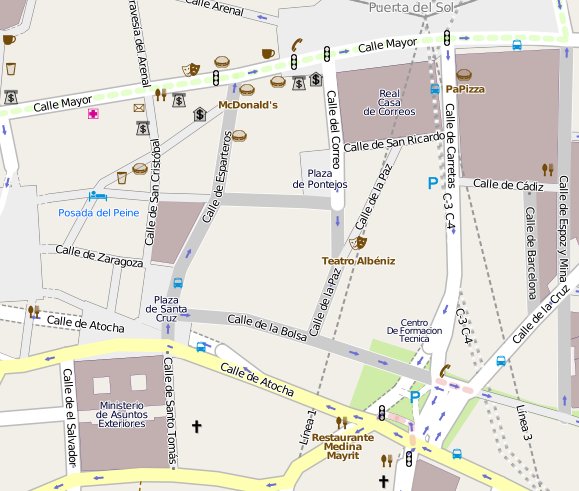 Calle Arenal
Puerta del Sol
Travesía del Arenal
Calle Mayor
Calle Mayor
McDonald's
PaPizza
Real
Casa
de Correos
Calle del Correo
Calle de San Ricardo
Calle de Carretas
C-3 C-4
Calle de Esparteros
Calle de San Cristóbal
Plaza
de Pontejos
Calle de la Paz
P
Calle de Cádiz
Calle de Espoz y Mina
Calle de Barcelona
Posada del Peine
Calle de Zaragoza
Teatro Albéniz
Calle de la Paz
Plaza
de Santa
Cruz
Calle de Atocha
Calle de la Bolsa
Centro
De Formacion
Tecnica
C-3 C-4
Calle de la Cruz
Calle de el Salvador
Calle de Santo Tomás
Calle de Atocha
Ministerio
de Asuntos
Exteriores
P
Línea 1
Línea 3
Restaurante
Medina
Mayrit